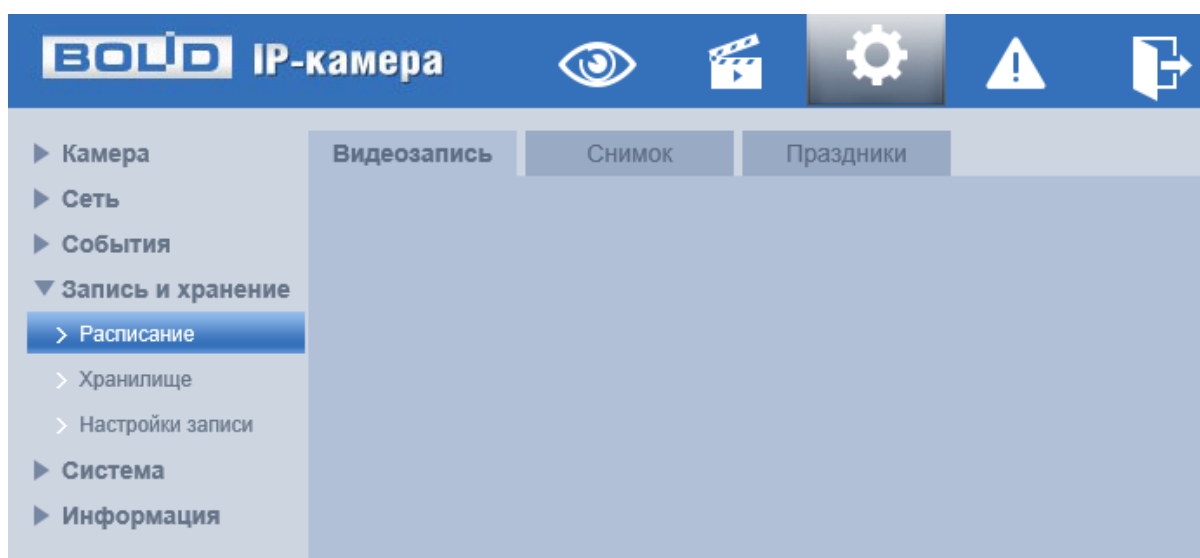 BOLID IP-камера
Камера
Видеозапись Снимок Праздники
Сеть
События
Запись и хранение
Расписание
Хранилище
Настройки записи
Система
Информация